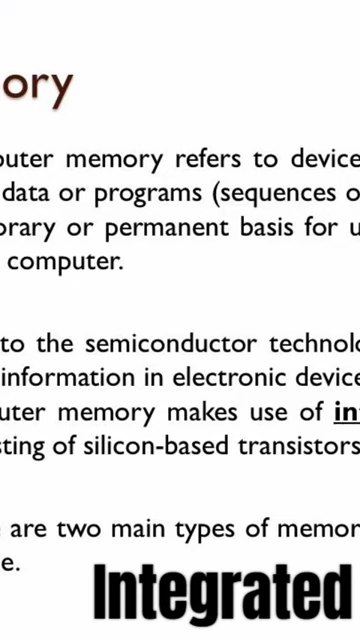 ory
puter memory refers to device
data or programs (sequences o
orary or permanent basis for u
computer.
to the semiconductor technolo
information in electronic device
uter memory makes use of in
sting of silicon-based transistors
are two main types of memor
e.
Integrated